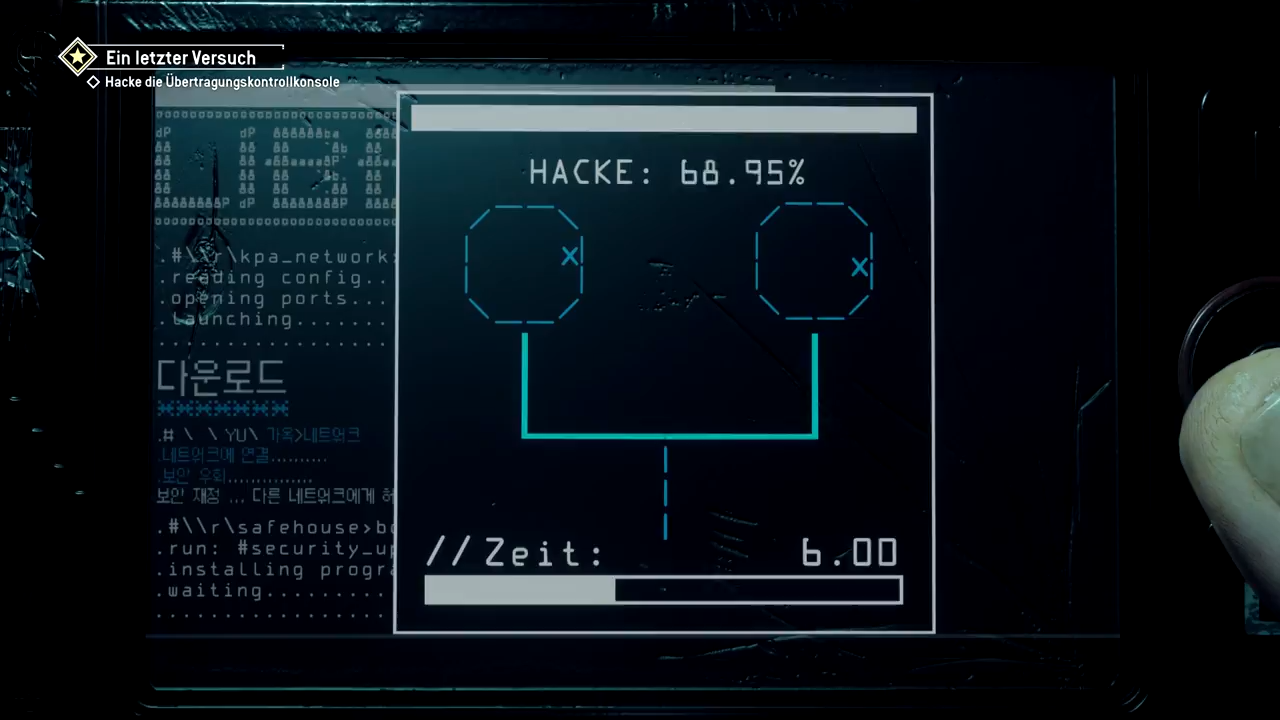 Ein letzter Versuch
Hacke die Übertragungskontrollkonsole
HACKE: 68.95%
.#\\r\kpa_network:
.reading config...
.opening ports...
.launching.......
다운로드
.# \ \ YU\ 가옥>네트워크
.네트워크에 연결..........
.보안 우회...............
보안 재정 ... 다른 네트워크에게 허
.#\\r\safehouse>bo
.run: #security_up
.installing progra
.waiting.........
//Zeit: 6.00